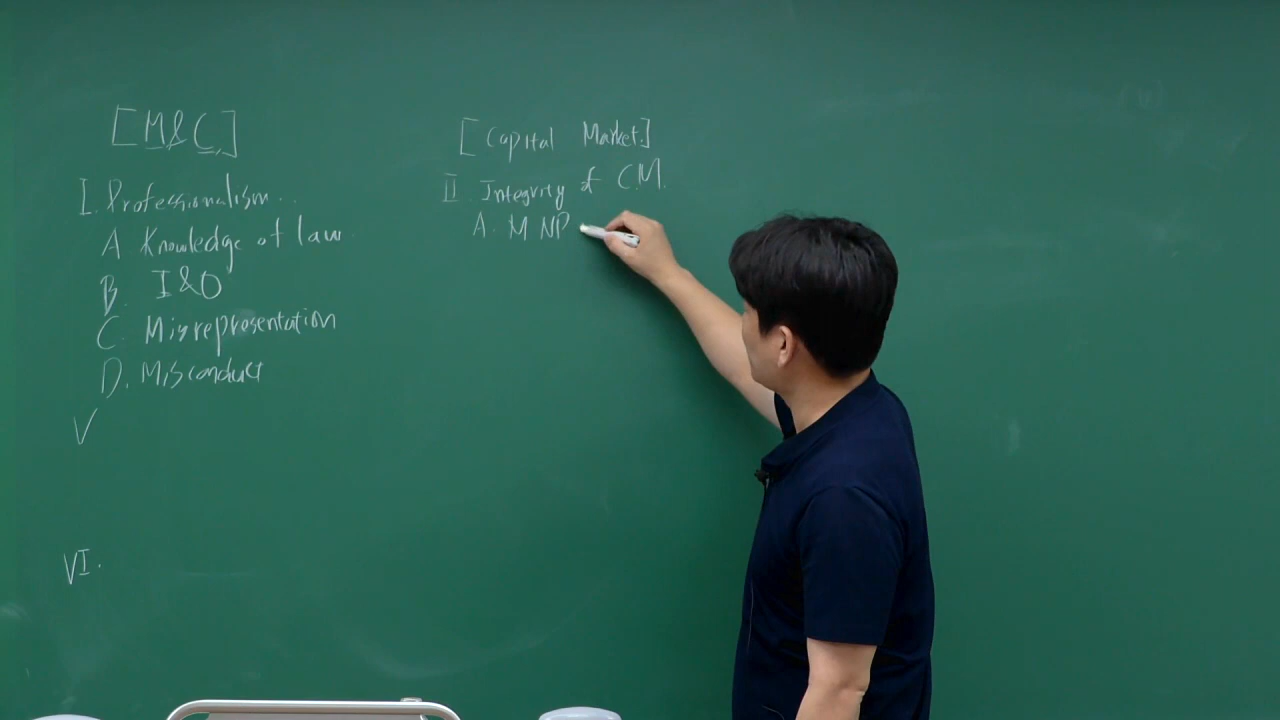 [M&C.]
I. Professionalism..
A Knowledge of law.
B. I&O
C. Misrepresentation
D. Misconduct
V
VI.
[Capital Market.]
II. Integrity of C.M.
A. M NP